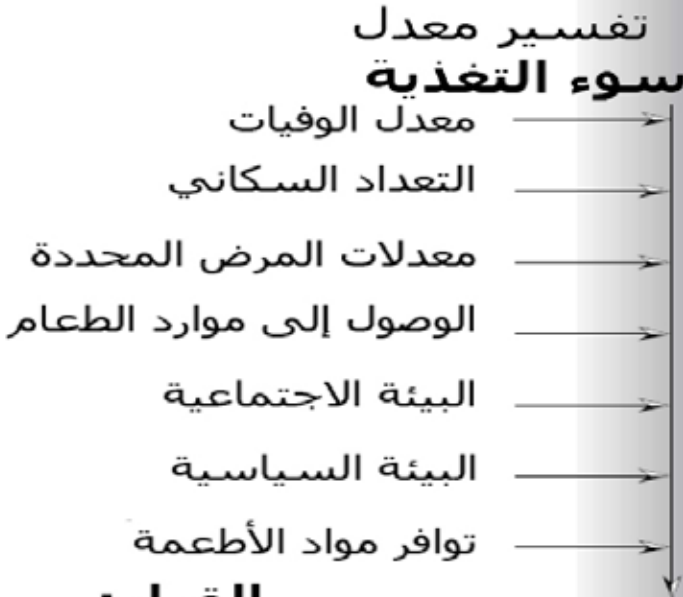 تفسير معدل
سوء التغذية
معدل الوفيات
التعداد السكاني
معدلات المرض المحددة
الوصول إلى موارد الطعام
البيئة الاجتماعية
البيئة السياسية
توافر مواد الأطعمة